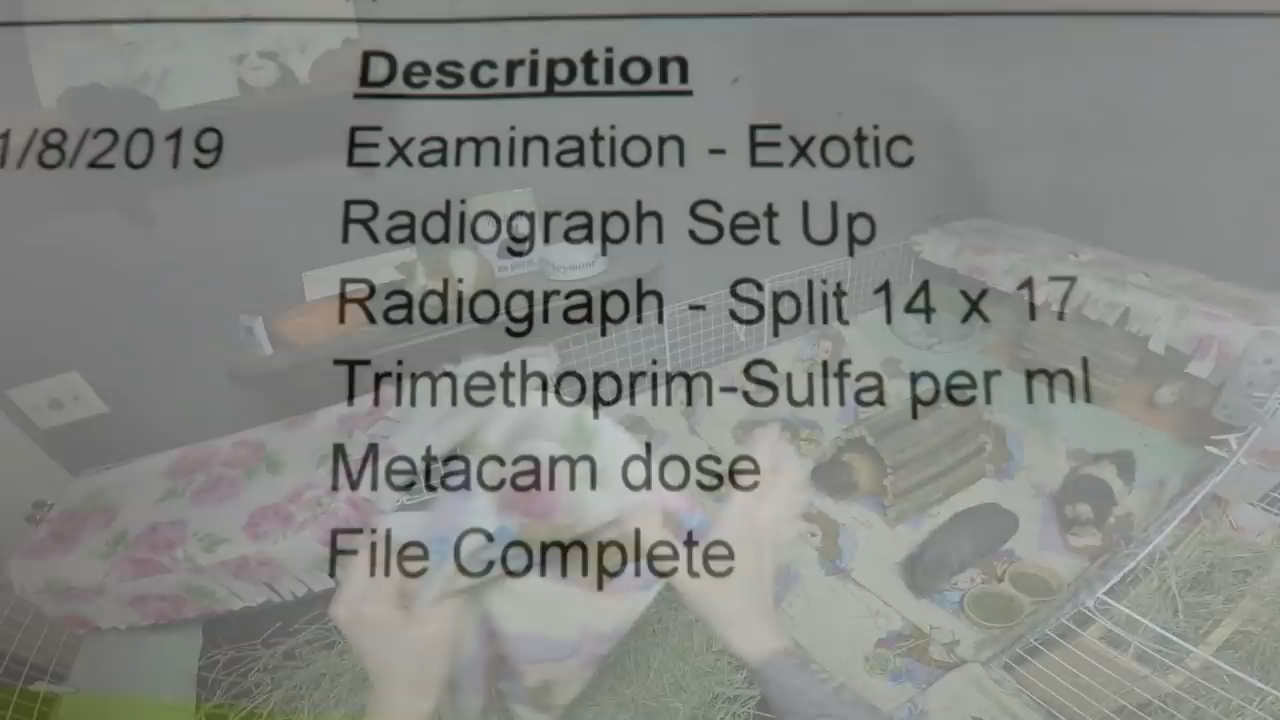 Description
1/8/2019 Examination - Exotic
Radiograph Set Up
Radiograph - Split 14 x 17
Trimethoprim-Sulfa per ml
Metacam dose
File Complete
Seymour